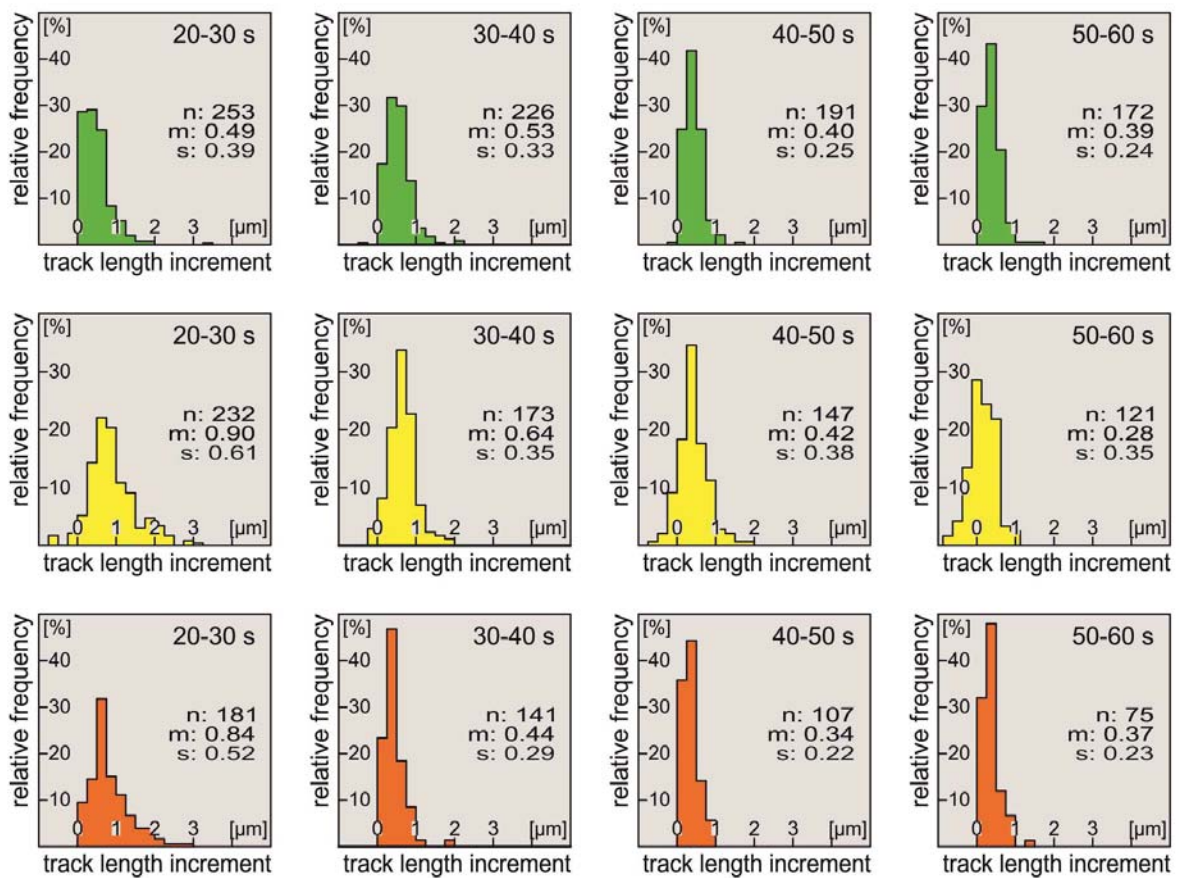 [%] 20-30 s
relative frequency
40
30
20
10
n: 253
m: 0.49
s: 0.39
0 1 2 3 [µm]
track length increment
[%] 30-40 s
relative frequency
40
30
20
10
n: 226
m: 0.53
s: 0.33
0 1 2 3 [µm]
track length increment
[%] 40-50 s
relative frequency
40
30
20
10
n: 191
m: 0.40
s: 0.25
0 1 2 3 [µm]
track length increment
[%] 50-60 s
relative frequency
40
30
20
10
n: 172
m: 0.39
s: 0.24
0 1 2 3 [µm]
track length increment
[%] 20-30 s
relative frequency
30
20
10
n: 232
m: 0.90
s: 0.61
0 1 2 3 [µm]
track length increment
[%] 30-40 s
relative frequency
30
20
10
n: 173
m: 0.64
s: 0.35
0 1 2 3 [µm]
track length increment
[%] 40-50 s
relative frequency
30
20
10
n: 147
m: 0.42
s: 0.38
0 1 2 3 [µm]
track length increment
[%] 50-60 s
relative frequency
30
20
10
n: 121
m: 0.28
s: 0.35
0 1 2 3 [µm]
track length increment
[%] 20-30 s
relative frequency
40
30
20
10
n: 181
m: 0.84
s: 0.52
0 1 2 3 [µm]
track length increment
[%] 30-40 s
relative frequency
40
30
20
10
n: 141
m: 0.44
s: 0.29
0 1 2 3 [µm]
track length increment
[%] 40-50 s
relative frequency
40
30
20
10
n: 107
m: 0.34
s: 0.22
0 1 2 3 [µm]
track length increment
[%] 50-60 s
relative frequency
40
30
20
10
n: 75
m: 0.37
s: 0.23
0 1 2 3 [µm]
track length increment